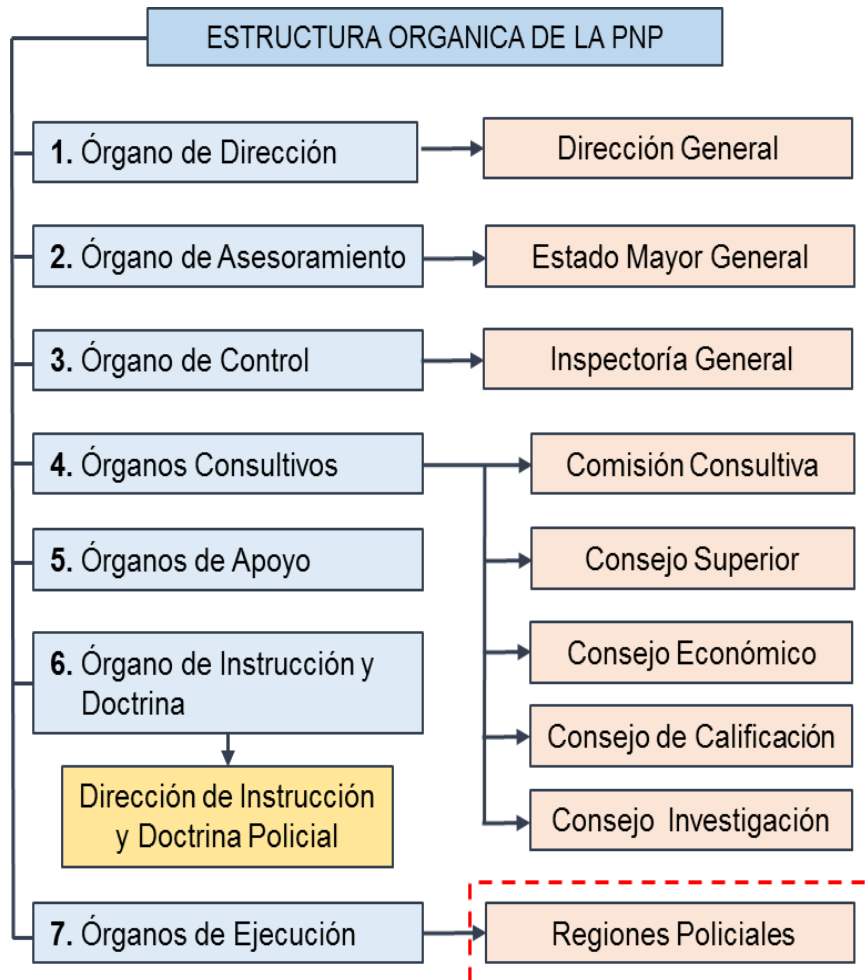 ESTRUCTURA ORGANICA DE LA PNP
1. Órgano de Dirección
Dirección General
2. Órgano de Asesoramiento
Estado Mayor General
3. Órgano de Control
Inspectoría General
4. Órganos Consultivos
Comisión Consultiva
5. Órganos de Apoyo
Consejo Superior
6. Órgano de Instrucción y
Doctrina
Consejo Económico
Consejo de Calificación
Dirección de Instrucción
y Doctrina Policial
Consejo Investigación
7. Órganos de Ejecución
Regiones Policiales